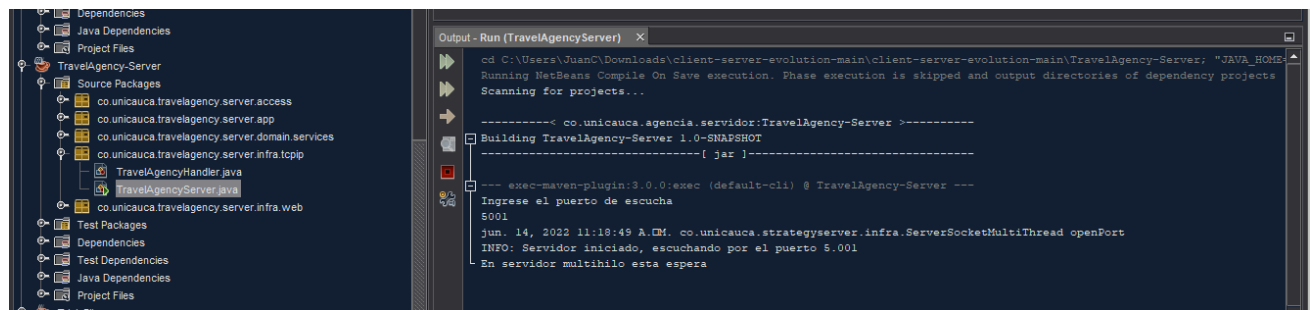 Dependencies
Java Dependencies
Project Files
TravelAgency-Server
Source Packages
co.unicauca.travelagency.server.access
co.unicauca.travelagency.server.app
co.unicauca.travelagency.server.domain.services
co.unicauca.travelagency.server.infra.tcpip
TravelAgencyHandler.java
TravelAgencyServer.java
co.unicauca.travelagency.server.infra.web
Test Packages
Dependencies
Test Dependencies
Java Dependencies
Project Files
Output - Run (TravelAgencyServer)
cd C:\Users\JuanC\Downloads\client-server-evolution-main\client-server-evolution-main\TravelAgency-Server; "JAVA_HOME=
Running NetBeans Compile On Save execution. Phase execution is skipped and output directories of dependency projects
Scanning for projects...
----------< co.unicauca.agencia.servidor:TravelAgency-Server >----------
Building TravelAgency-Server 1.0-SNAPSHOT
--------------------------------[ jar ]---------------------------------
--- exec-maven-plugin:3.0.0:exec (default-cli) @ TravelAgency-Server ---
Ingrese el puerto de escucha
5001
jun. 14, 2022 11:18:49 A.□M. co.unicauca.strategyserver.infra.ServerSocketMultiThread openPort
INFO: Servidor iniciado, escuchando por el puerto 5.001
En servidor multihilo esta espera